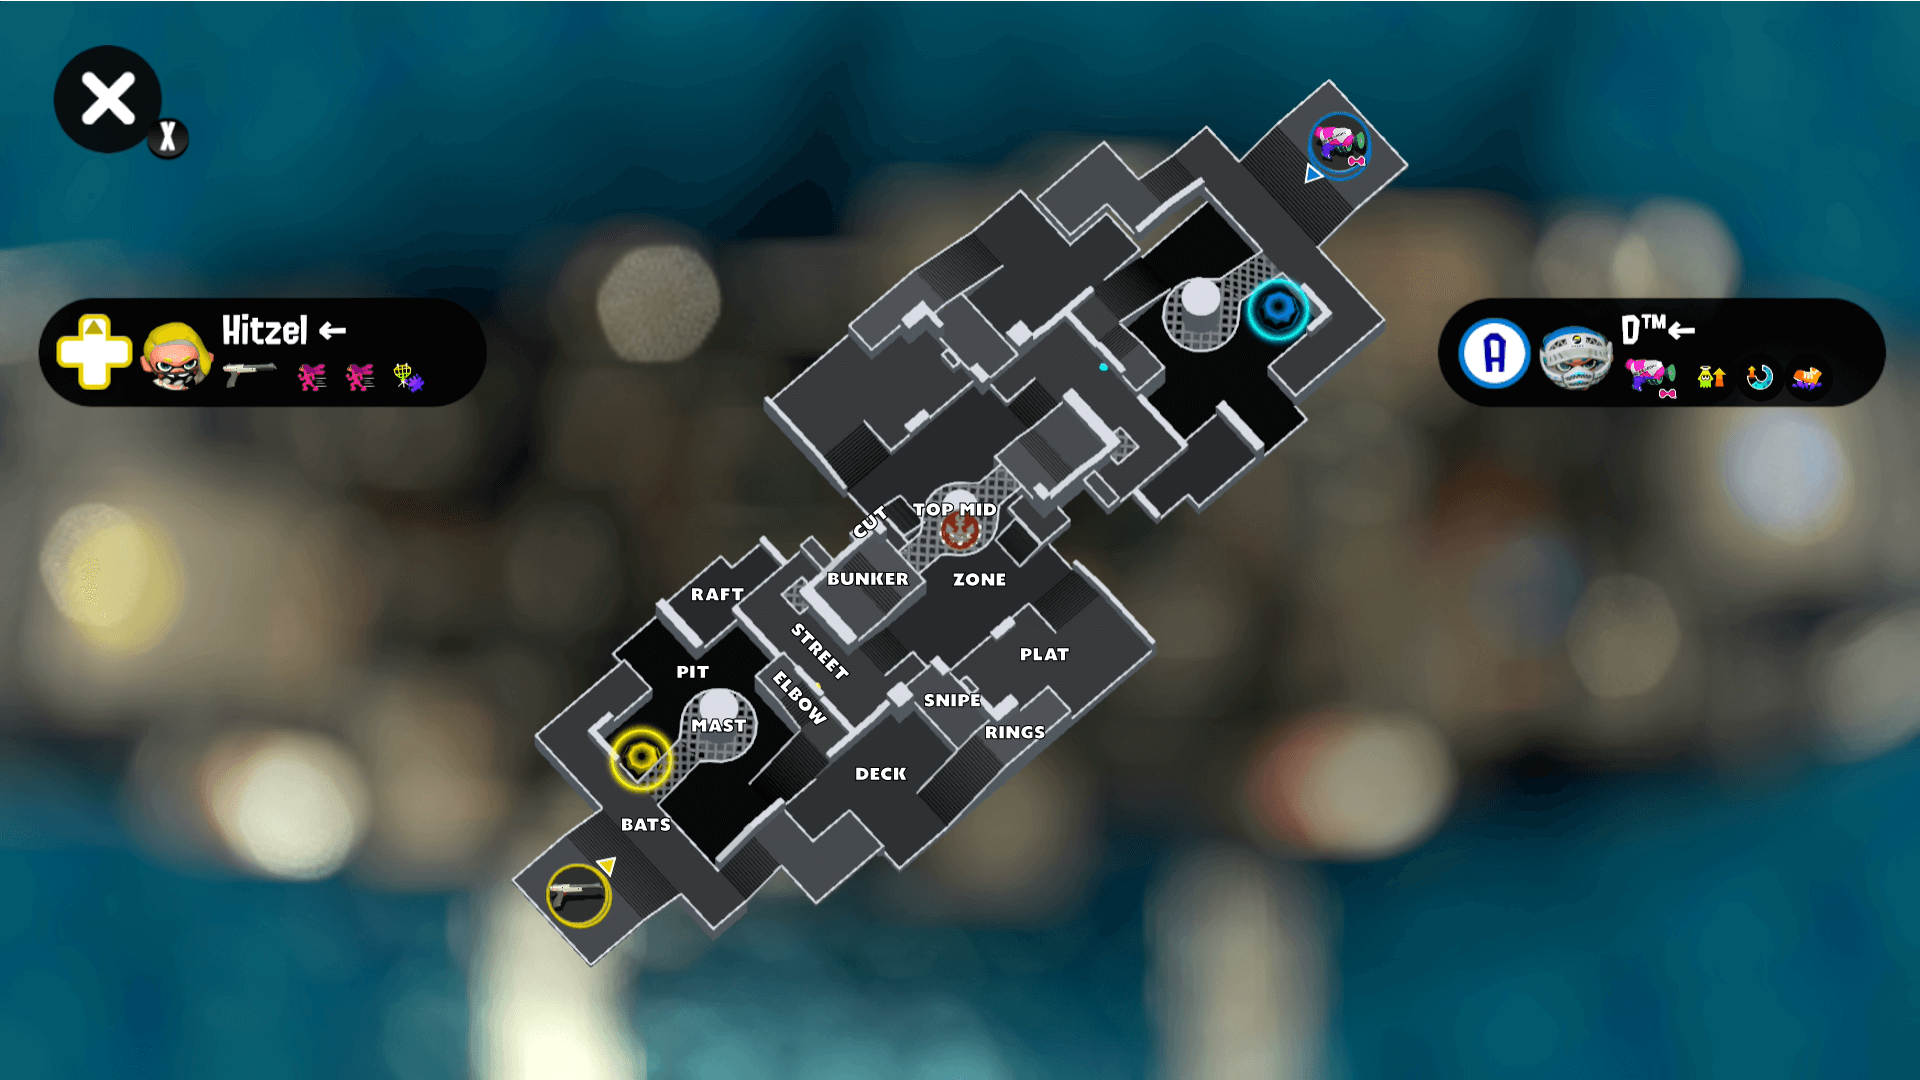 X
Hitzel ←
D™←
A
CUT
TOP MID
BUNKER
ZONE
RAFT
STREET
PLAT
PIT
ELBOW
SNIPE
MAST
RINGS
DECK
BATS